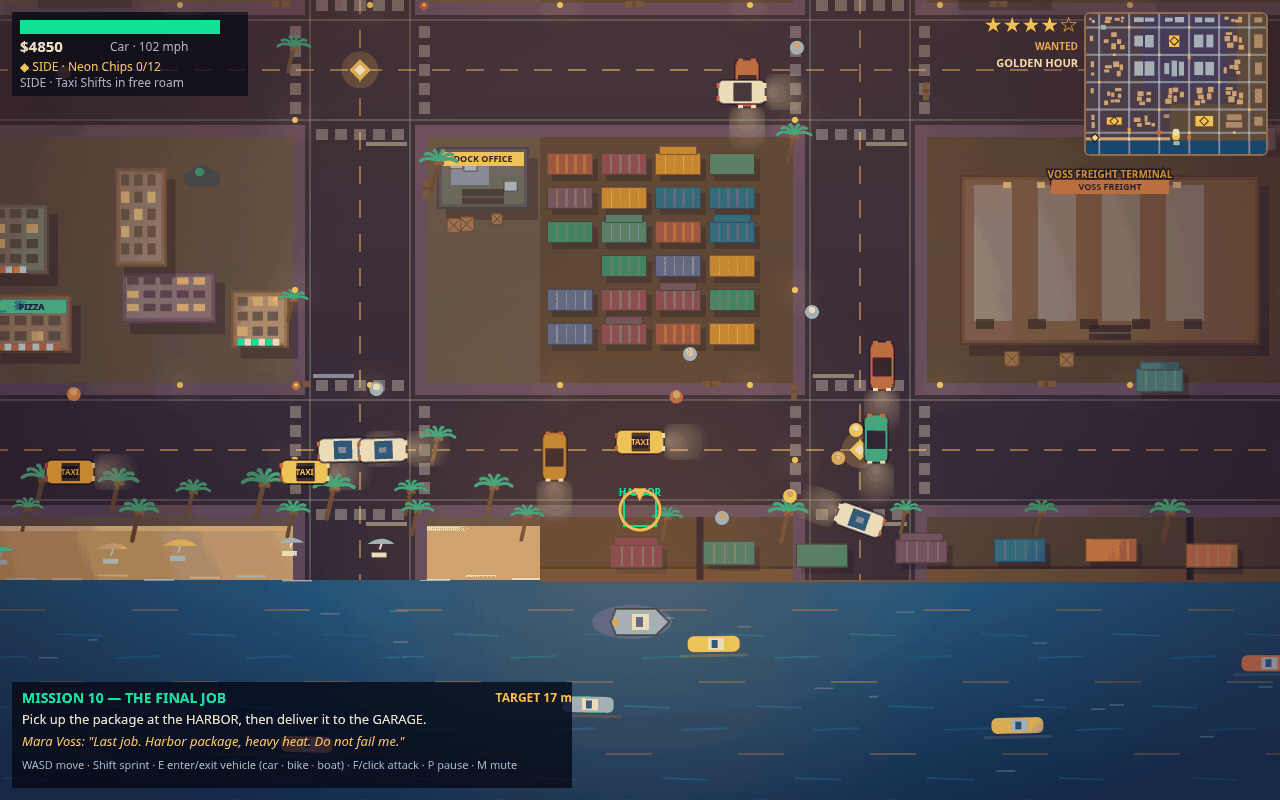 $4850 Car · 102 mph
◆ SIDE · Neon Chips 0/12
SIDE · Taxi Shifts in free roam
★★★★☆
WANTED
GOLDEN HOUR
DOCK OFFICE
VOSS FREIGHT TERMINAL
VOSS FREIGHT
PIZZA
TAXI
TAXI
TAXI
HARBOR
MISSION 10 — THE FINAL JOB
TARGET 17 m
Pick up the package at the HARBOR, then deliver it to the GARAGE.
Mara Voss: "Last job. Harbor package, heavy heat. Do not fail me."
WASD move · Shift sprint · E enter/exit vehicle (car · bike · boat) · F/click attack · P pause · M mute